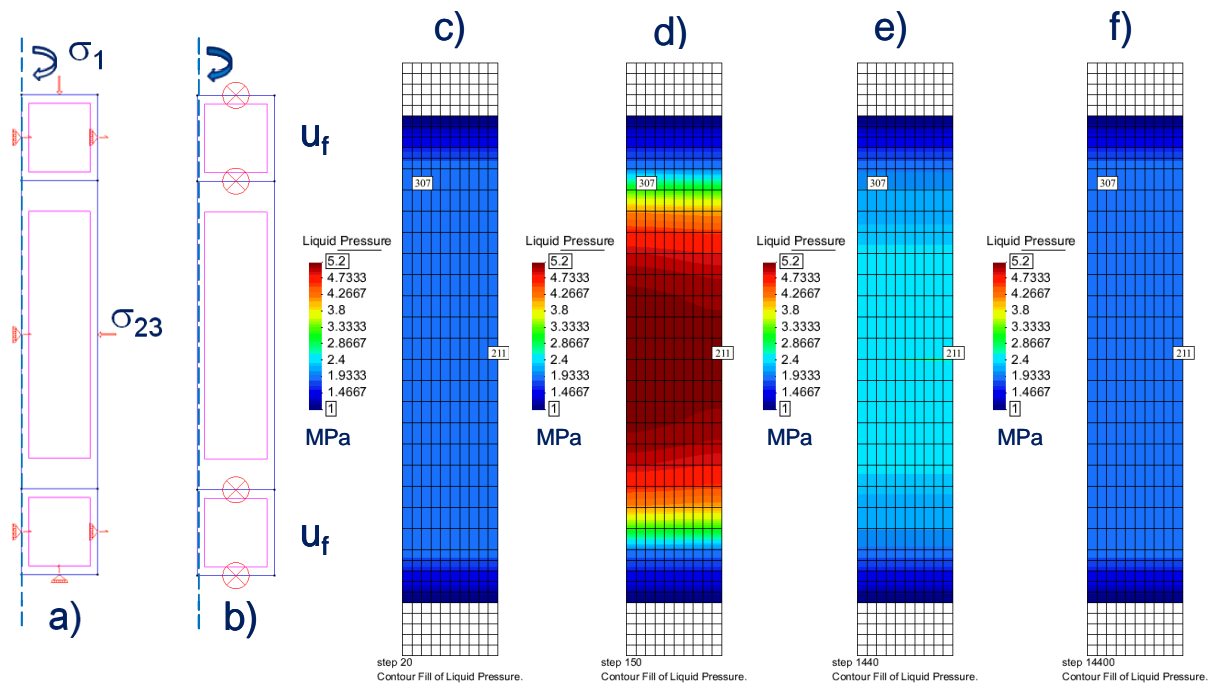 c)
d)
e)
f)
σ1
uf
σ23
uf
a)
b)
307
307
307
307
211
211
211
211
Liquid Pressure
5.2
4.7333
4.2667
3.8
3.3333
2.8667
2.4
1.9333
1.4667
1
MPa
Liquid Pressure
5.2
4.7333
4.2667
3.8
3.3333
2.8667
2.4
1.9333
1.4667
1
MPa
Liquid Pressure
5.2
4.7333
4.2667
3.8
3.3333
2.8667
2.4
1.9333
1.4667
1
MPa
Liquid Pressure
5.2
4.7333
4.2667
3.8
3.3333
2.8667
2.4
1.9333
1.4667
1
MPa
step 20
Contour Fill of Liquid Pressure.
step 150
Contour Fill of Liquid Pressure.
step 1440
Contour Fill of Liquid Pressure.
step 14400
Contour Fill of Liquid Pressure.